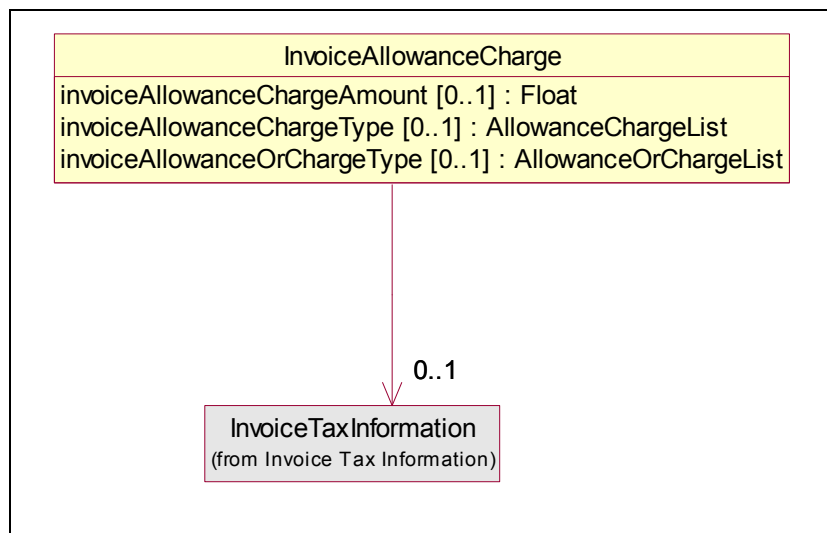 InvoiceAllowanceCharge
invoiceAllowanceChargeAmount [0..1] : Float
invoiceAllowanceChargeType [0..1] : AllowanceChargeList
invoiceAllowanceOrChargeType [0..1] : AllowanceOrChargeList
0..1
InvoiceTaxInformation
(from Invoice Tax Information)